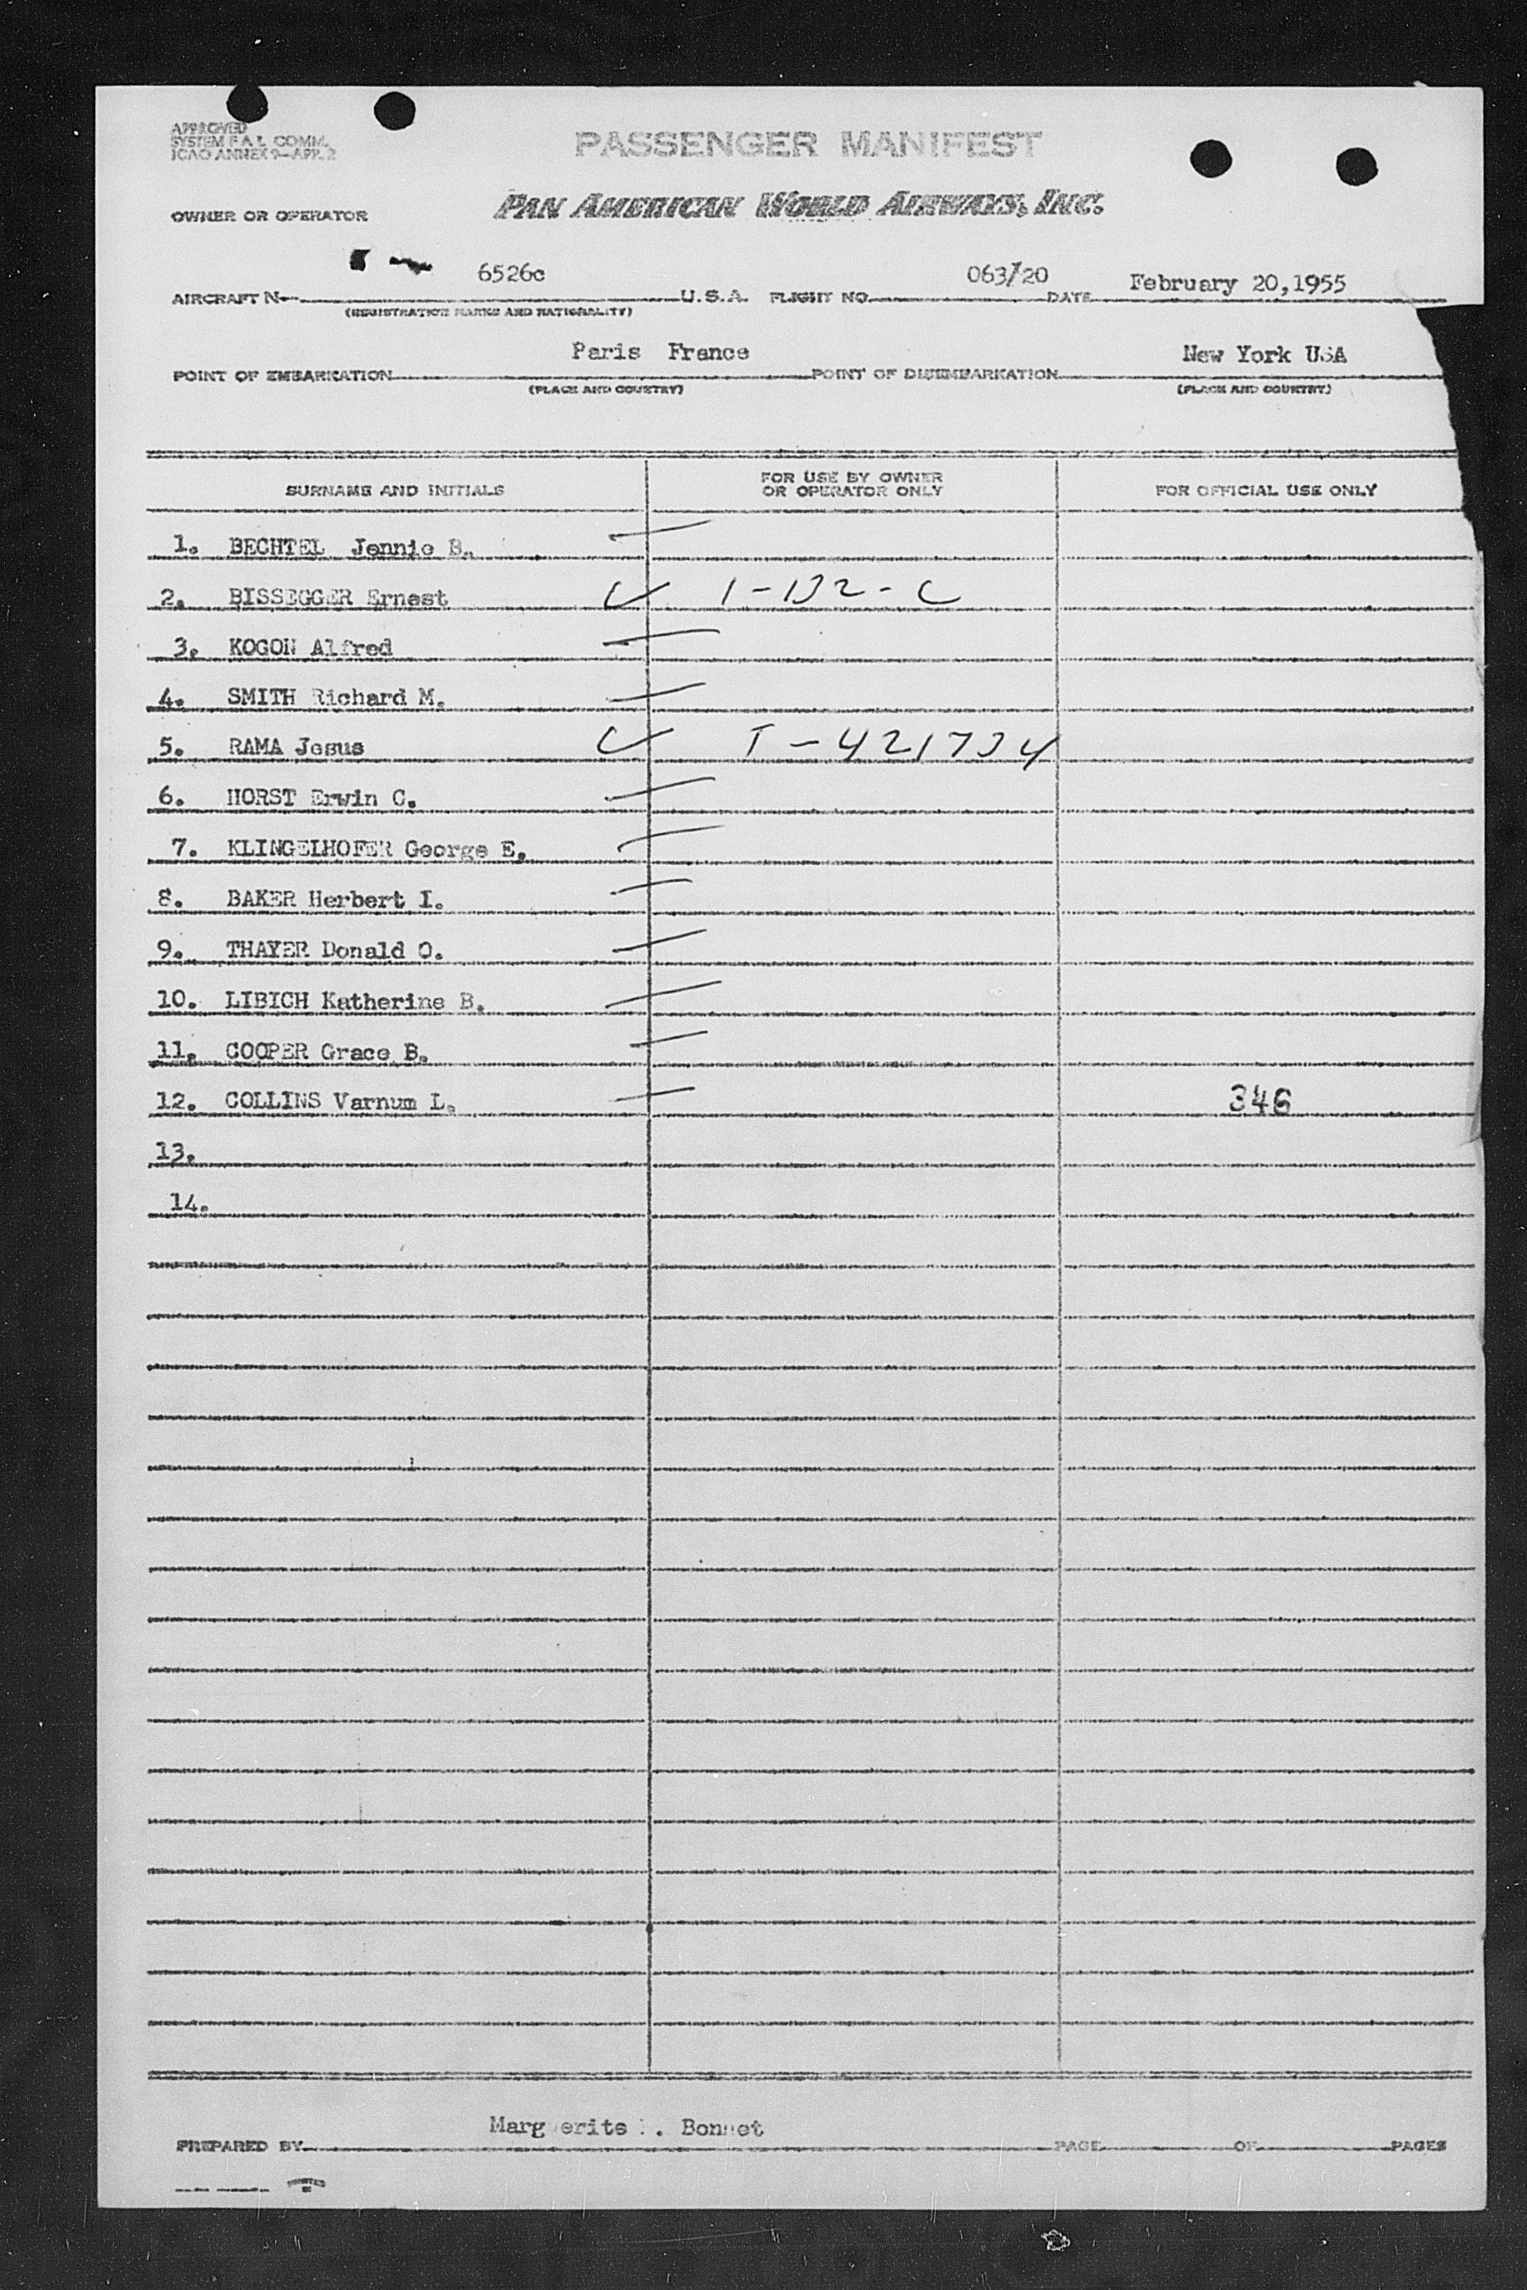 APPROVED
SYSTEM F.A.L. COMM.
ICAO ANNEX 9—APP. 2
PASSENGER MANIFEST
OWNER OR OPERATOR PAN AMERICAN WORLD AIRWAYS, INC.
AIRCRAFT N— 6526c U.S.A. FLIGHT NO. 063/20 DATE February 20,1955
(REGISTRATION MARKS AND NATIONALITY)
POINT OF EMBARKATION Paris France POINT OF DISEMBARKATION New York USA
(PLACE AND COUNTRY) (PLACE AND COUNTRY)
SURNAME AND INITIALS FOR USE BY OWNER OR OPERATOR ONLY FOR OFFICIAL USE ONLY
1. BECHTEL Jennie B.
2. BISSEGGER Ernest 1-132-C
3. KOGON Alfred
4. SMITH Richard M.
5. RAMA Jesus T-421734
6. HORST Erwin C.
7. KLINGELHOFER George E.
8. BAKER Herbert I.
9. THAYER Donald O.
10. LIBICH Katherine B.
11. COOPER Grace B.
12. COLLINS Varnum L. 346
13.
14.
PREPARED BY Marguerite . Bonnet PAGE OF PAGES